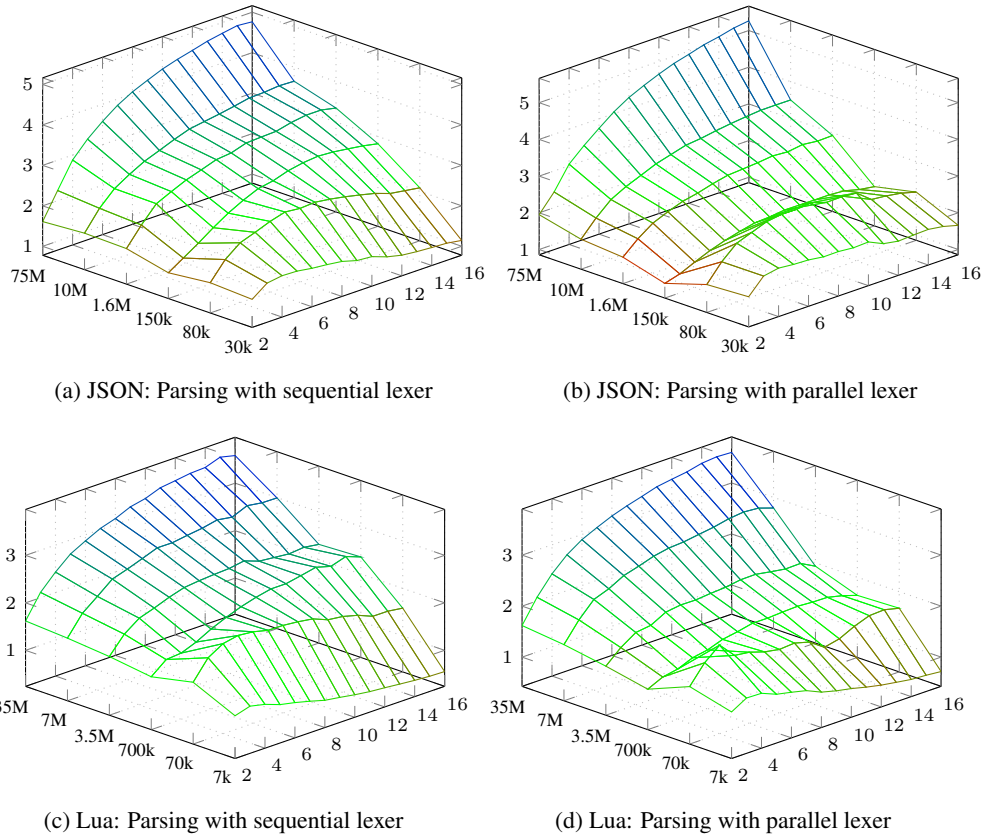 5
4
3
2
1
75M
10M
1.6M
150k
80k
30k
2
4
6
8
10
12
14
16
(a) JSON: Parsing with sequential lexer
5
4
3
2
1
75M
10M
1.6M
150k
80k
30k
2
4
6
8
10
12
14
16
(b) JSON: Parsing with parallel lexer
3
2
1
35M
7M
3.5M
700k
70k
7k
2
4
6
8
10
12
14
16
(c) Lua: Parsing with sequential lexer
3
2
1
35M
7M
3.5M
700k
70k
7k
2
4
6
8
10
12
14
16
(d) Lua: Parsing with parallel lexer